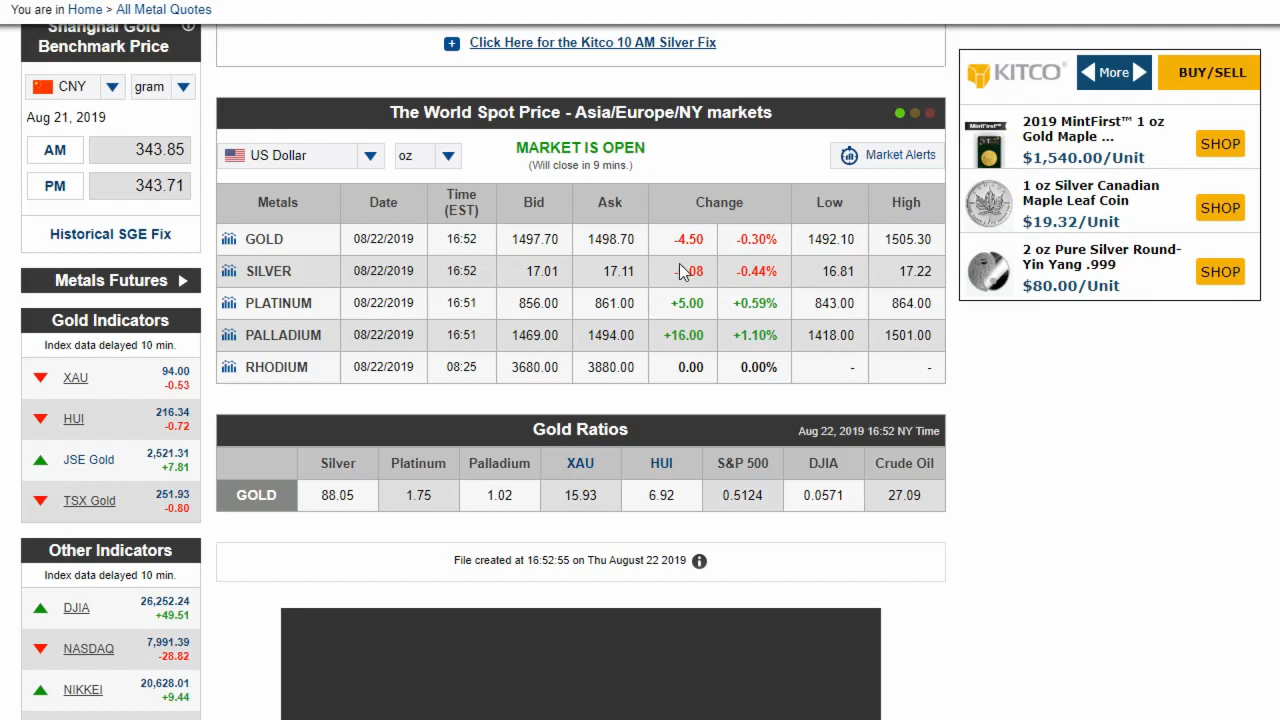 You are in Home > All Metal Quotes
Shanghai Gold
Benchmark Price
CNY gram
Aug 21, 2019
AM 343.85
PM 343.71
Historical SGE Fix
Metals Futures
Gold Indicators
Index data delayed 10 min.
XAU 94.00 -0.53
HUI 216.34 -0.72
JSE Gold 2,521.31 +7.81
TSX Gold 251.93 -0.80
Other Indicators
Index data delayed 10 min.
DJIA 26,252.24 +49.51
NASDAQ 7,991.39 -28.82
NIKKEI 20,628.01 +9.44
Click Here for the Kitco 10 AM Silver Fix
The World Spot Price - Asia/Europe/NY markets
US Dollar oz MARKET IS OPEN Market Alerts
(Will close in 9 mins.)
Metals Date Time (EST) Bid Ask Change Low High
GOLD 08/22/2019 16:52 1497.70 1498.70 -4.50 -0.30% 1492.10 1505.30
SILVER 08/22/2019 16:52 17.01 17.11 08 -0.44% 16.81 17.22
PLATINUM 08/22/2019 16:51 856.00 861.00 +5.00 +0.59% 843.00 864.00
PALLADIUM 08/22/2019 16:51 1469.00 1494.00 +16.00 +1.10% 1418.00 1501.00
RHODIUM 08/22/2019 08:25 3680.00 3880.00 0.00 0.00% - -
Gold Ratios Aug 22, 2019 16:52 NY Time
Silver Platinum Palladium XAU HUI S&P 500 DJIA Crude Oil
GOLD 88.05 1.75 1.02 15.93 6.92 0.5124 0.0571 27.09
File created at 16:52:55 on Thu August 22 2019
KITCO More BUY/SELL
2019 MintFirst™ 1 oz
Gold Maple ...
$1,540.00/Unit
SHOP
1 oz Silver Canadian
Maple Leaf Coin
$19.32/Unit
SHOP
2 oz Pure Silver Round-
Yin Yang .999
$80.00/Unit
SHOP